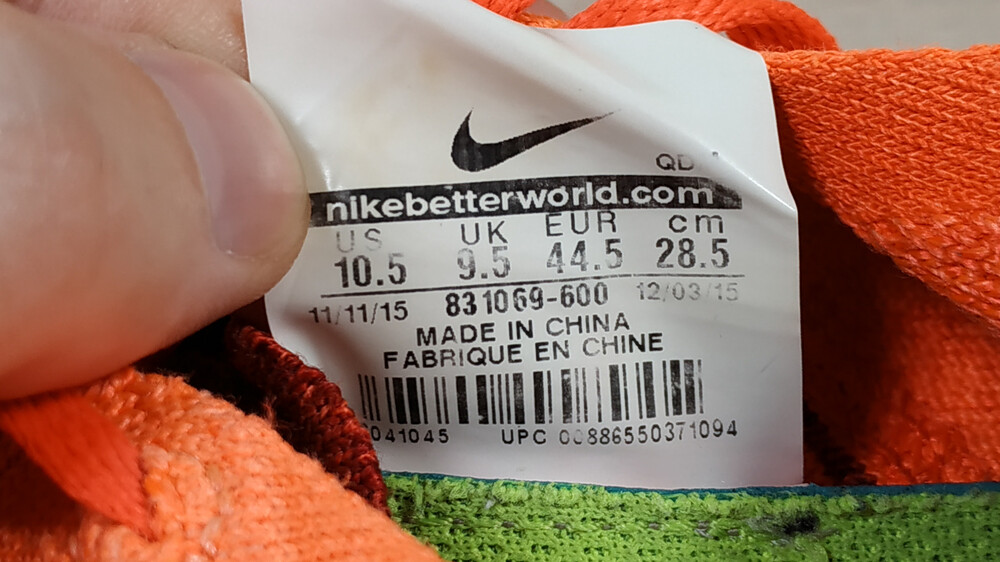 QD
nikebetterworld.com
US UK EUR cm
10.5 9.5 44.5 28.5
11/11/15 831069-600 12/03/15
MADE IN CHINA
FABRIQUE EN CHINE
041045 UPC 00886550371094